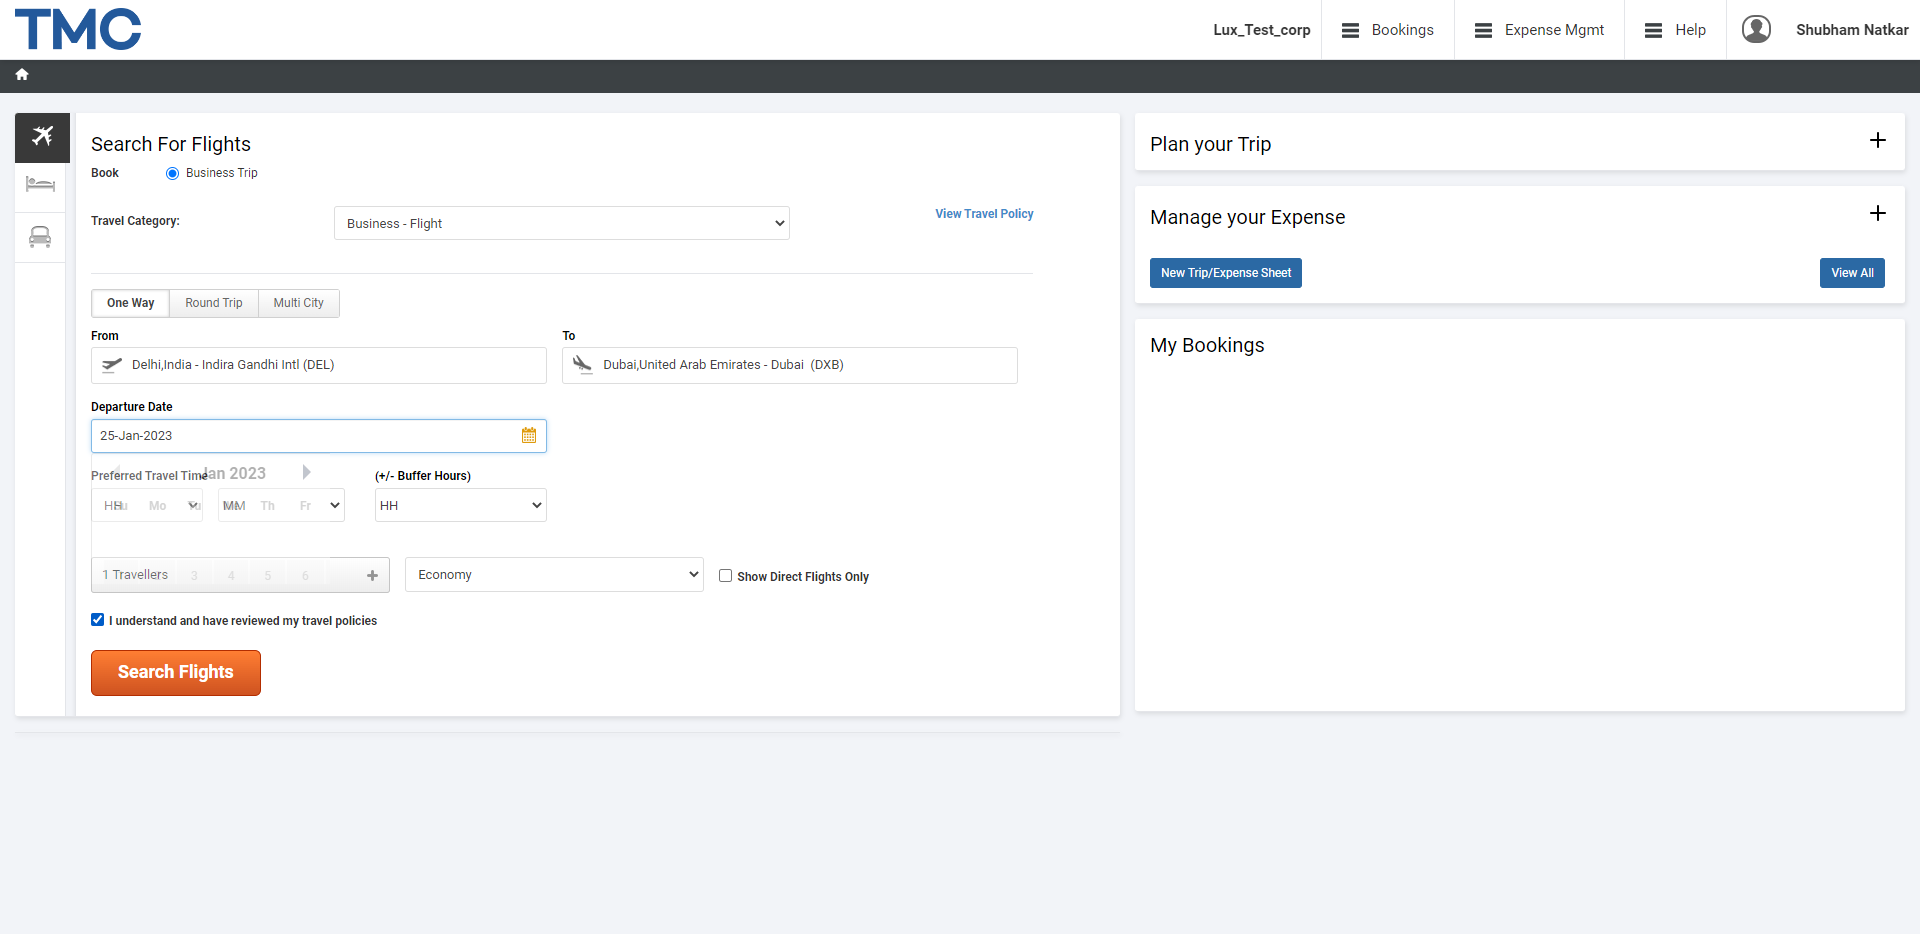 TMC
Lux_Test_corp
Bookings
Expense Mgmt
Help
Shubham Natkar
Search For Flights
Book
Business Trip
Travel Category:
Business - Flight
View Travel Policy
One Way
Round Trip
Multi City
From
To
Delhi,India - Indira Gandhi Intl (DEL)
Dubai,United Arab Emirates - Dubai  (DXB)
Departure Date
25-Jan-2023
Preferred Travel Time
Jan 2023
(+/- Buffer Hours)
HH
Su
Mo
Tu
MM
Th
Fr
HH
1 Travellers
3
4
5
6
Economy
Show Direct Flights Only
I understand and have reviewed my travel policies
Search Flights
Plan your Trip
Manage your Expense
New Trip/Expense Sheet
View All
My Bookings